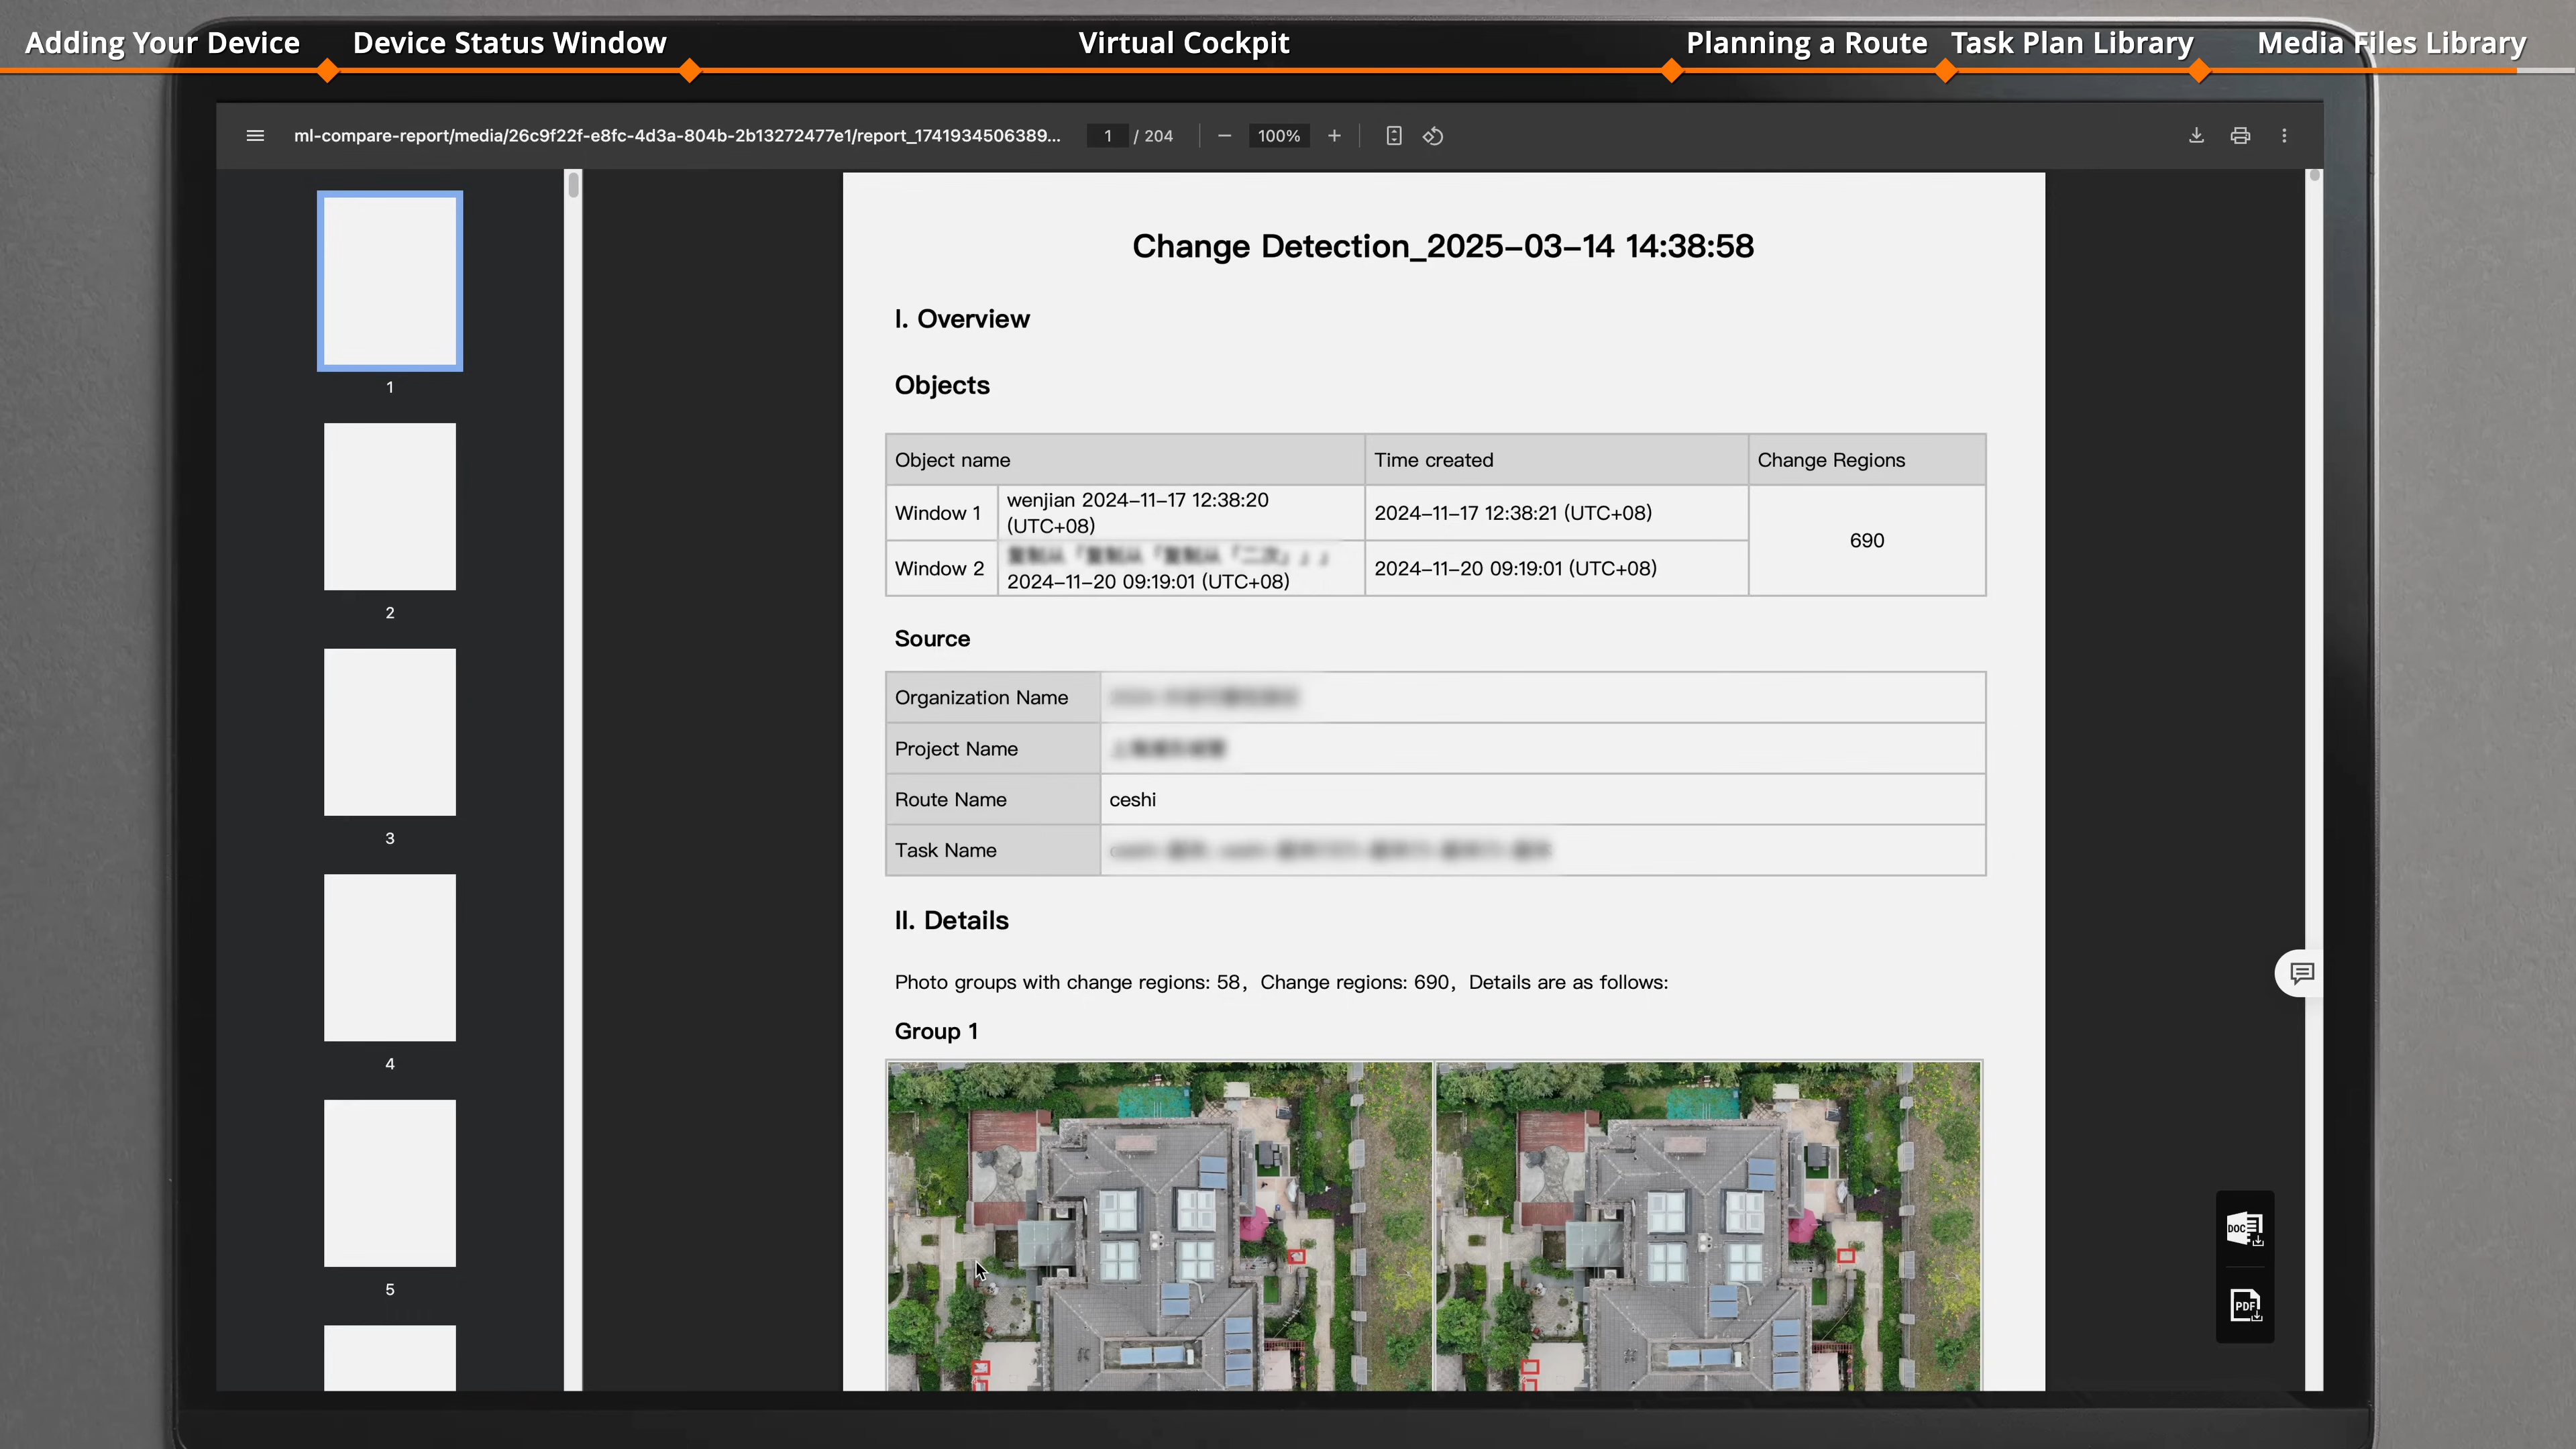 Adding Your Device
Device Status Window
Virtual Cockpit
Planning a Route
Task Plan Library
Media Files Library
ml-compare-report/media/26c9f22f-e8fc-4d3a-804b-2b13272477e1/report_1741934506389...
1 / 204
100%
1
2
3
4
5
Change Detection_2025–03–14 14:38:58
I. Overview
Objects
Object name
Time created
Change Regions
Window 1
wenjian 2024–11–17 12:38:20
(UTC+08)
2024–11–17 12:38:21 (UTC+08)
690
Window 2
2024–11–20 09:19:01 (UTC+08)
2024–11–20 09:19:01 (UTC+08)
Source
Organization Name
Project Name
Route Name
ceshi
Task Name
II. Details
Photo groups with change regions: 58，Change regions: 690，Details are as follows:
Group 1
DOC
PDF